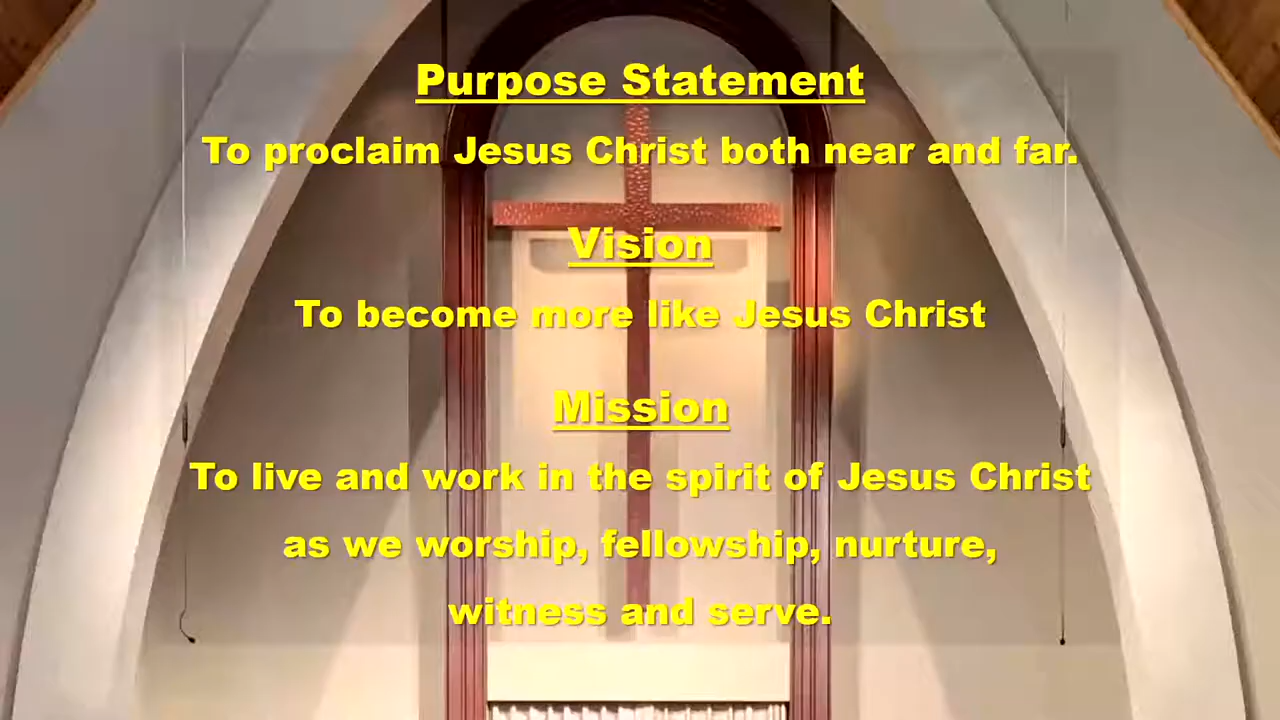 Purpose Statement
To proclaim Jesus Christ both near and far.
Vision
To become more like Jesus Christ
Mission
To live and work in the spirit of Jesus Christ
as we worship, fellowship, nurture,
witness and serve.